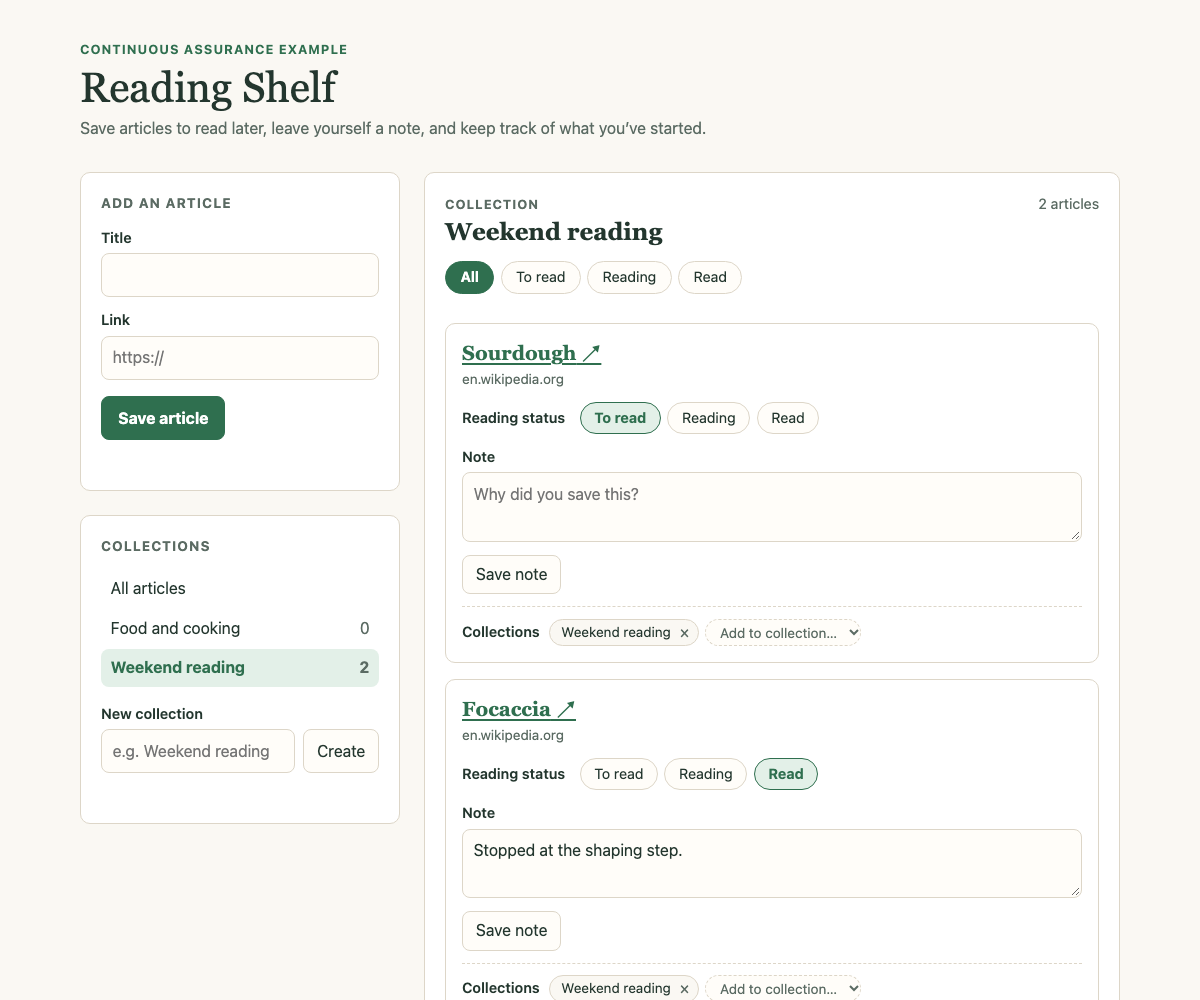 CONTINUOUS ASSURANCE EXAMPLE
Reading Shelf
Save articles to read later, leave yourself a note, and keep track of what you’ve started.
ADD AN ARTICLE
Title
Link
https://
Save article
COLLECTIONS
All articles
Food and cooking 0
Weekend reading 2
New collection
e.g. Weekend reading Create
COLLECTION 2 articles
Weekend reading
All To read Reading Read
Sourdough ↗
en.wikipedia.org
Reading status To read Reading Read
Note
Why did you save this?
Save note
Collections Weekend reading × Add to collection…
Focaccia ↗
en.wikipedia.org
Reading status To read Reading Read
Note
Stopped at the shaping step.
Save note
Collections Weekend reading × Add to collection…